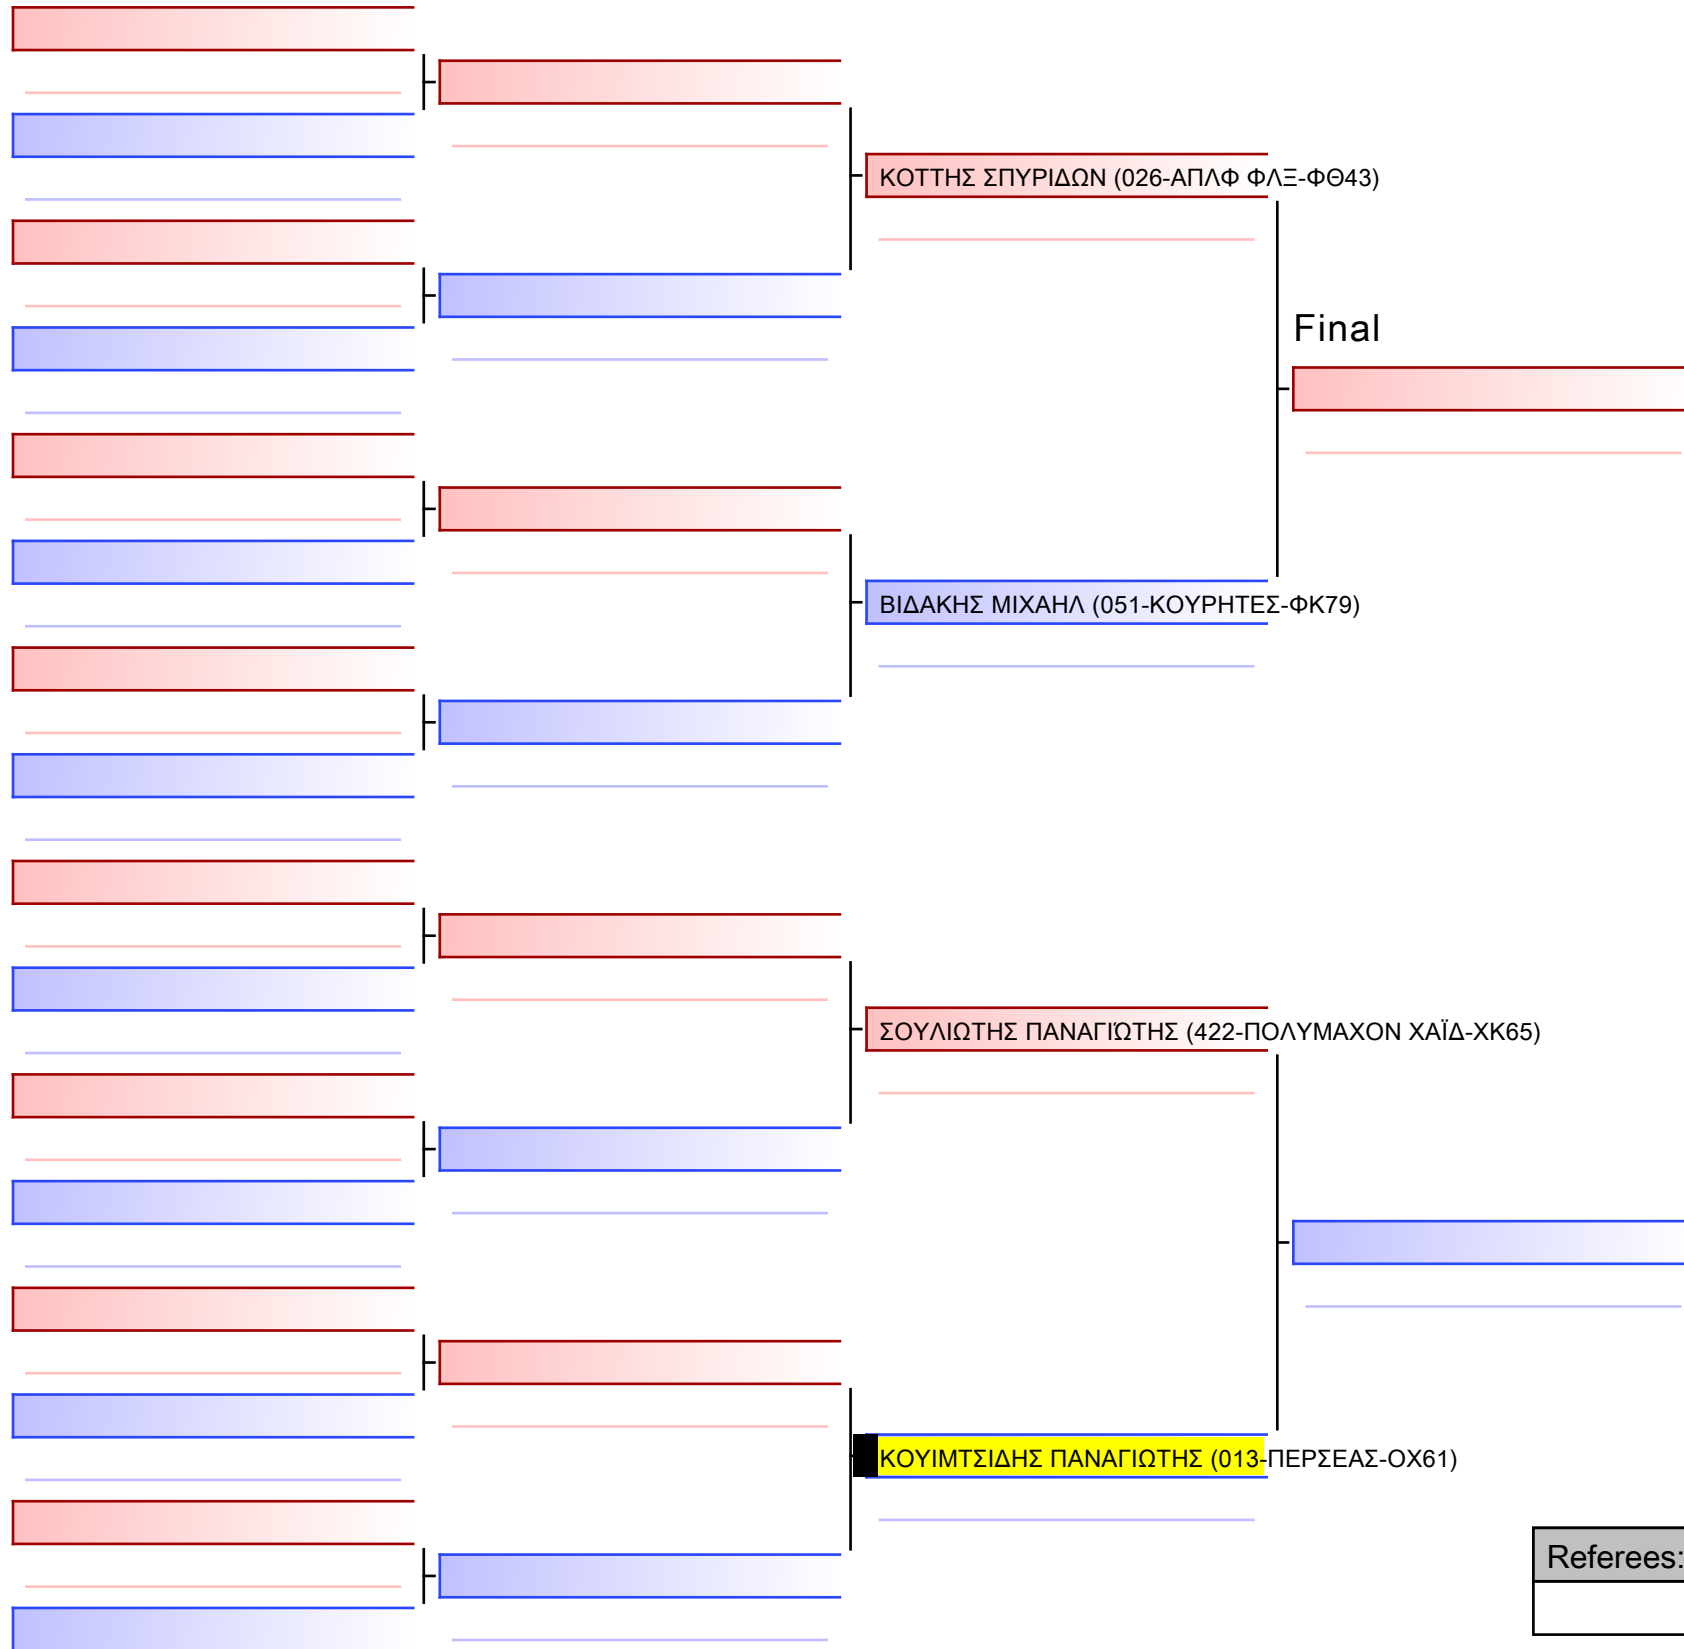 ΚΟΤΤΗΣ ΣΠΥΡΙΔΩΝ (026-ΑΠΛΦ ΦΛΞ-ΦΘ43)
Final
ΒΙΔΑΚΗΣ ΜΙΧΑΗΛ (051-ΚΟΥΡΗΤΕΣ-ΦΚ79)
ΣΟΥΛΙΩΤΗΣ ΠΑΝΑΓΙΏΤΗΣ (422-ΠΟΛΥΜΑΧΟΝ ΧΑΪΔ-ΧΚ65)
ΚΟΥΙΜΤΣΙΔΗΣ ΠΑΝΑΓΙΩΤΗΣ (013-ΠΕΡΣΕΑΣ-ΟΧ61)
Referees: